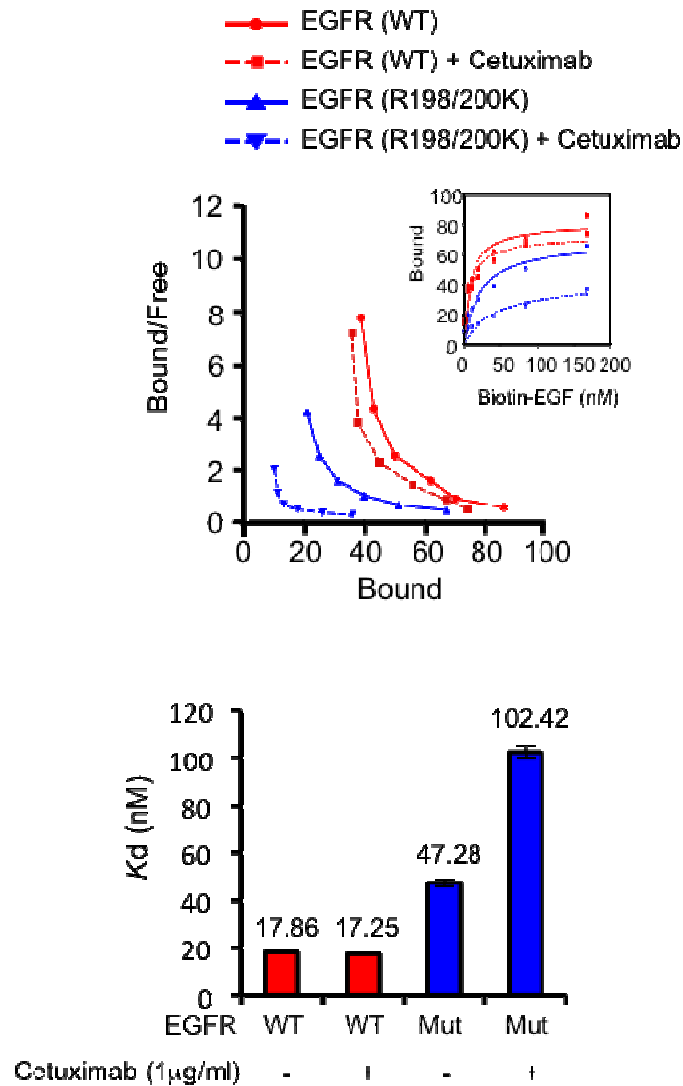 EGFR (WT)
EGFR (WT) + Cetuximab
EGFR (R198/200K)
EGFR (R198/200K) + Cetuximab
12
10
8
6
4
2
0
Bound/Free
0 20 40 60 80 100
Bound
100
80
60
40
20
0
Bound
0 50 100 150 200
Biotin-EGF (nM)
120
100
80
60
40
20
0
Kd (nM)
17.86
17.25
47.28
102.42
EGFR WT WT Mut Mut
Cetuximab (1µg/ml) - + - +